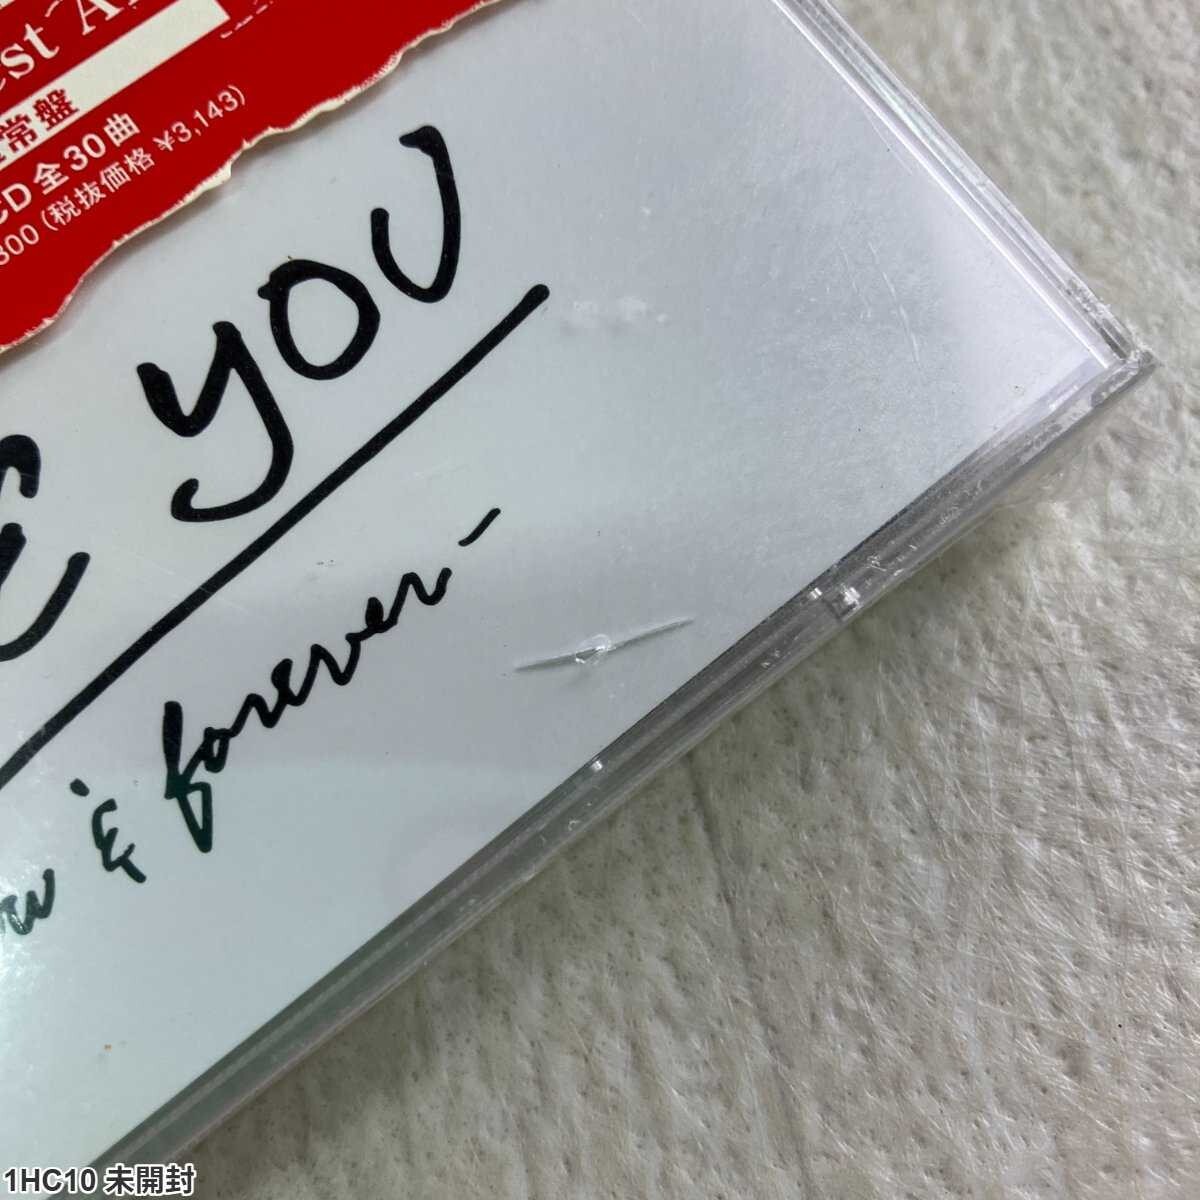 est A
常盤
CD 全30曲
300 (税抜価格 ¥3,143)
E YOU
w & forever-
1HC10 未開封